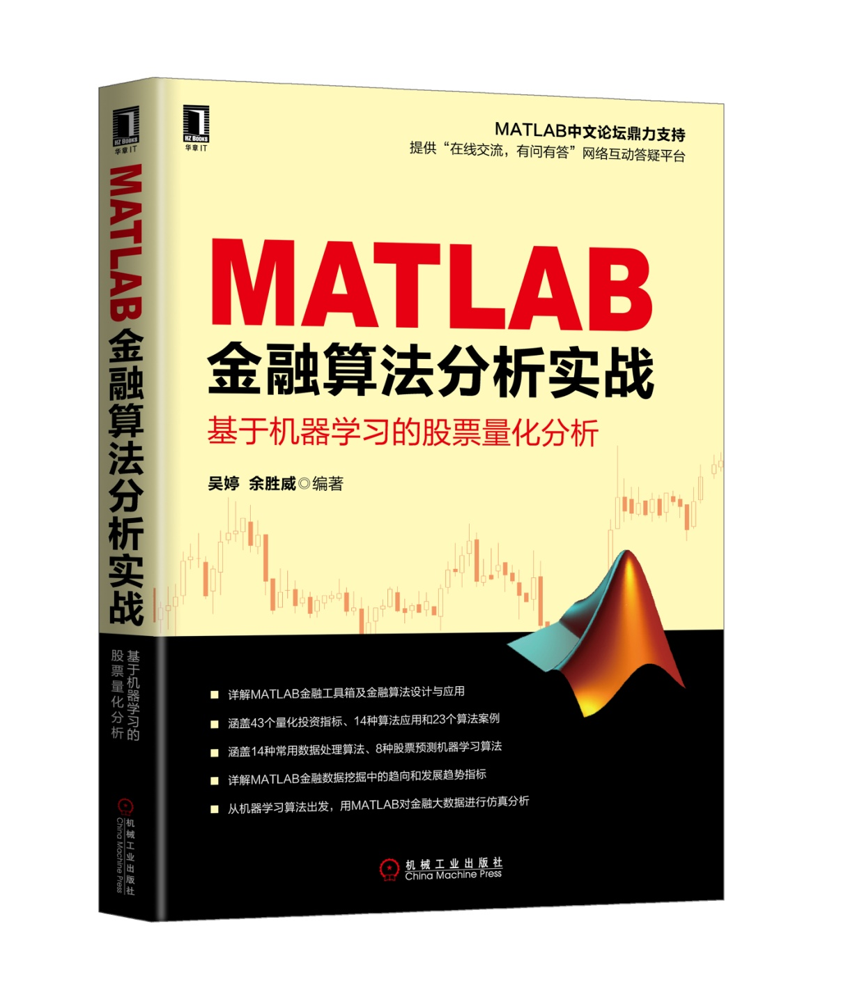 HZ BOOKS
华章IT
MATLAB金融算法分析实战
基于机器学习的
股票量化分析
机械工业出版社
China Machine Press
HZ BOOKS
华章IT
MATLAB中文论坛鼎力支持
提供“在线交流，有问有答”网络互动答疑平台
MATLAB
金融算法分析实战
基于机器学习的股票量化分析
吴婷 余胜威◎编著
详解MATLAB金融工具箱及金融算法设计与应用
涵盖43个量化投资指标、14种算法应用和23个算法案例
涵盖14种常用数据处理算法、8种股票预测机器学习算法
详解MATLAB金融数据挖掘中的趋向和发展趋势指标
从机器学习算法出发，用MATLAB对金融大数据进行仿真分析
机械工业出版社
China Machine Press